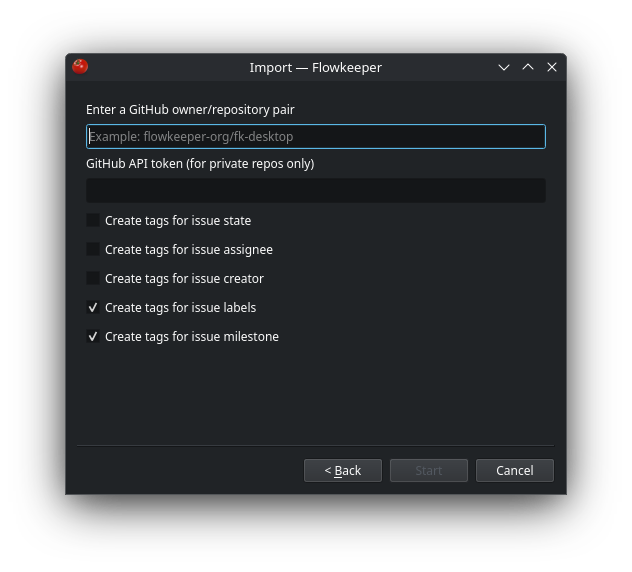 Import — Flowkeeper
Enter a GitHub owner/repository pair
Example: flowkeeper-org/fk-desktop
GitHub API token (for private repos only)
Create tags for issue state
Create tags for issue assignee
Create tags for issue creator
Create tags for issue labels
Create tags for issue milestone
< Back Start Cancel